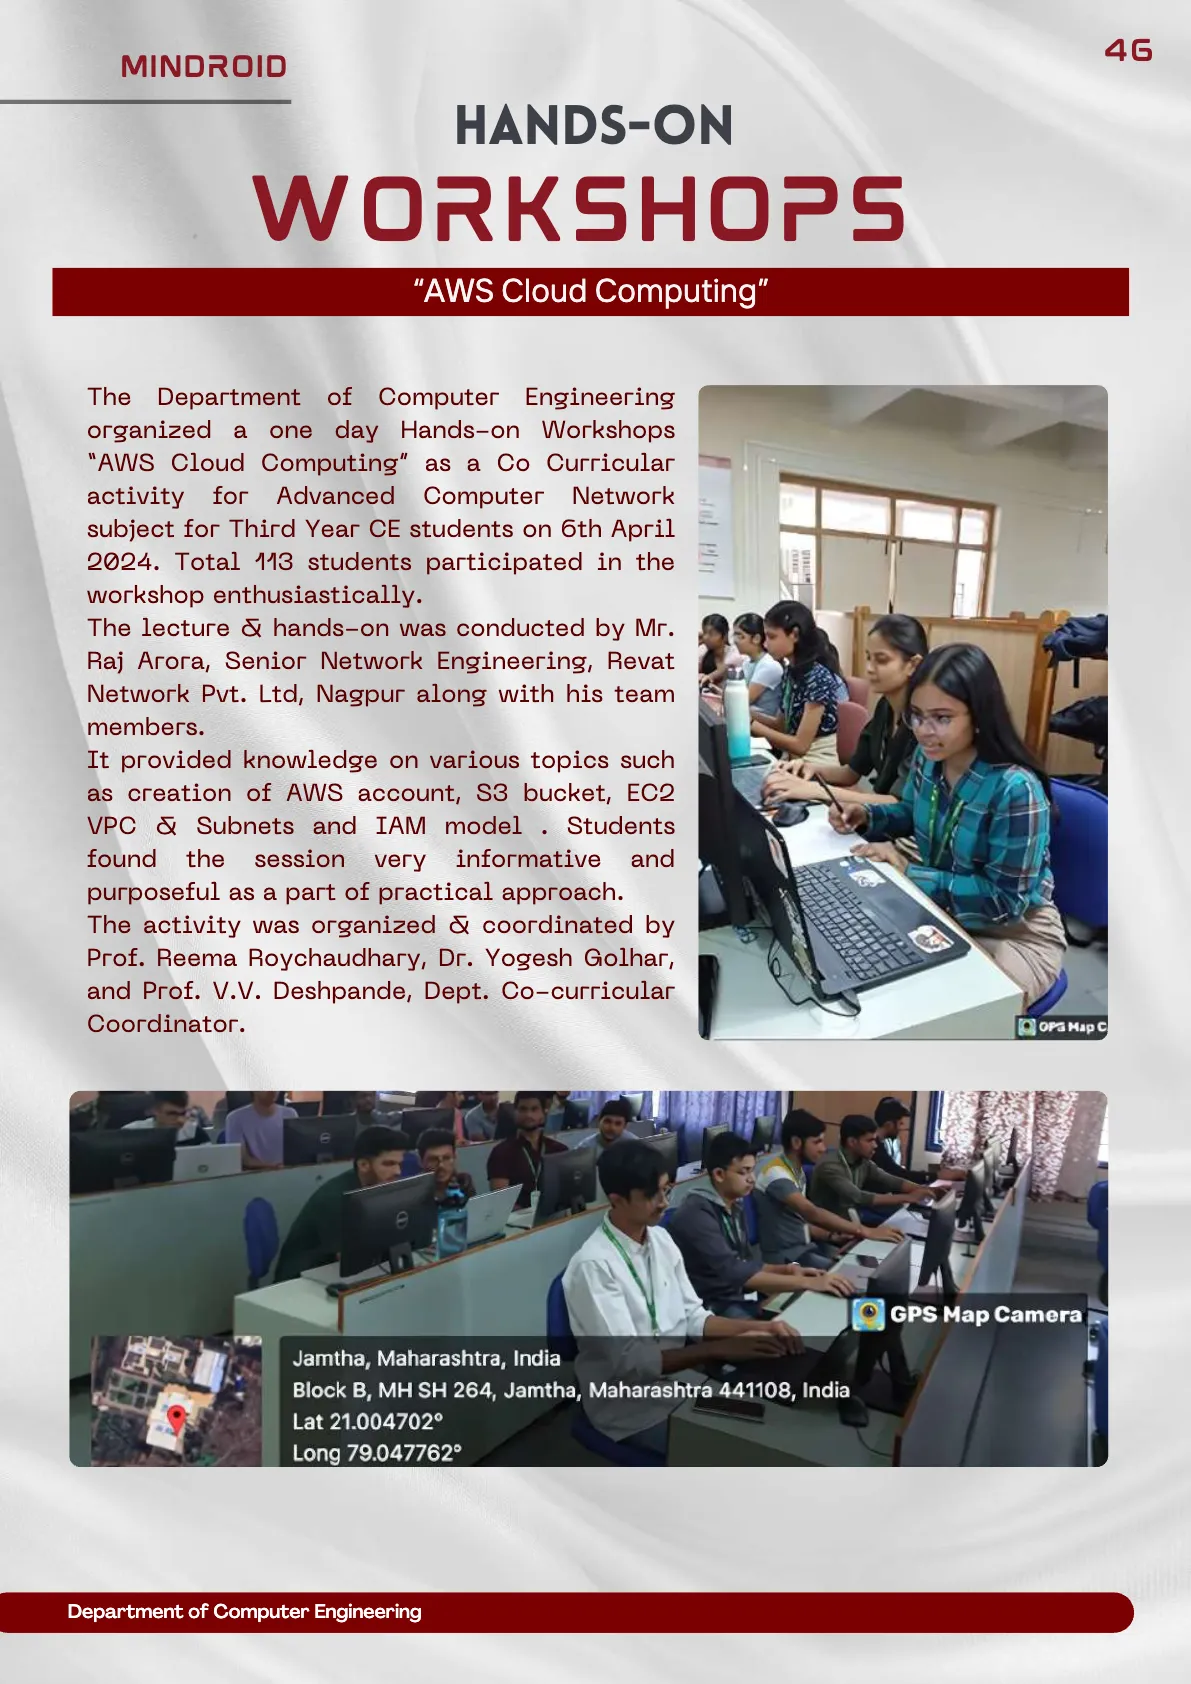 MINDROID
46
HANDS-ON
WORKSHOPS
“AWS Cloud Computing”
The Department of Computer Engineering
organized a one day Hands-on Workshops
“AWS Cloud Computing” as a Co Curricular
activity for Advanced Computer Network
subject for Third Year CE students on 6th April
2024. Total 113 students participated in the
workshop enthusiastically.
The lecture & hands-on was conducted by Mr.
Raj Arora, Senior Network Engineering, Revat
Network Pvt. Ltd, Nagpur along with his team
members.
It provided knowledge on various topics such
as creation of AWS account, S3 bucket, EC2
VPC & Subnets and IAM model . Students
found the session very informative and
purposeful as a part of practical approach.
The activity was organized & coordinated by
Prof. Reema Roychaudhary, Dr. Yogesh Golhar,
and Prof. V.V. Deshpande, Dept. Co-curricular
Coordinator.
GPS Map C
GPS Map Camera
Jamtha, Maharashtra, India
Block B, MH SH 264, Jamtha, Maharashtra 441108, India
Lat 21.004702°
Long 79.047762°
Department of Computer Engineering